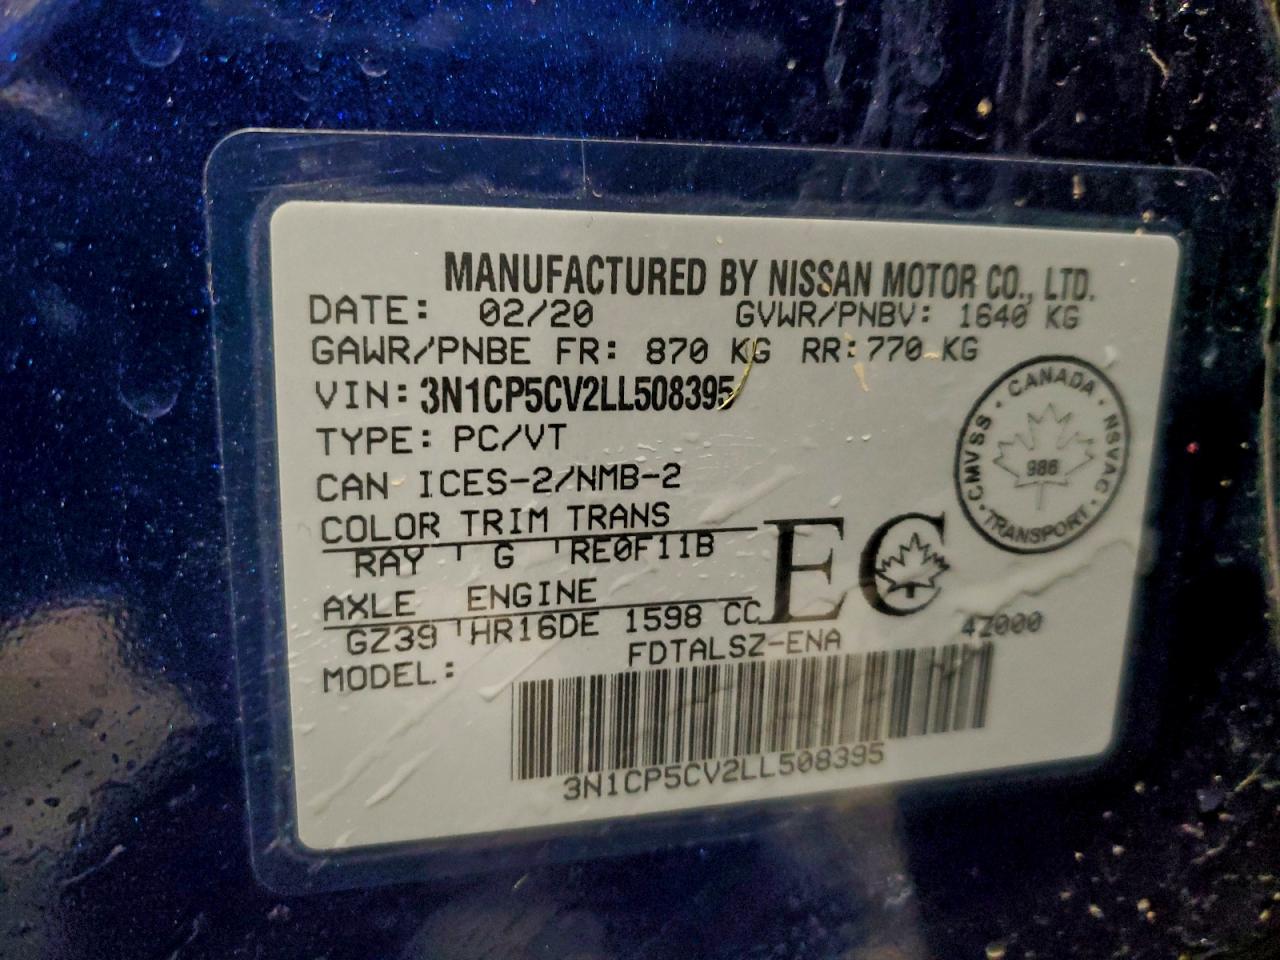 MANUFACTURED BY NISSAN MOTOR CO., LTD.
DATE: 02/20 GVWR/PNBV: 1640 KG
GAWR/PNBE FR: 870 KG RR: 770 KG
VIN: 3N1CP5CV2LL508395
TYPE: PC/VT
CAN ICES-2/NMB-2
COLOR TRIM TRANS
RAY G RE0F11B
AXLE ENGINE
GZ39 HR16DE 1598 CC
MODEL: FDTALSZ-ENA 4Z000
3N1CP5CV2LL508395
EC
CANADA · NSVAC · TRANSPORT · CMVSS ·
986